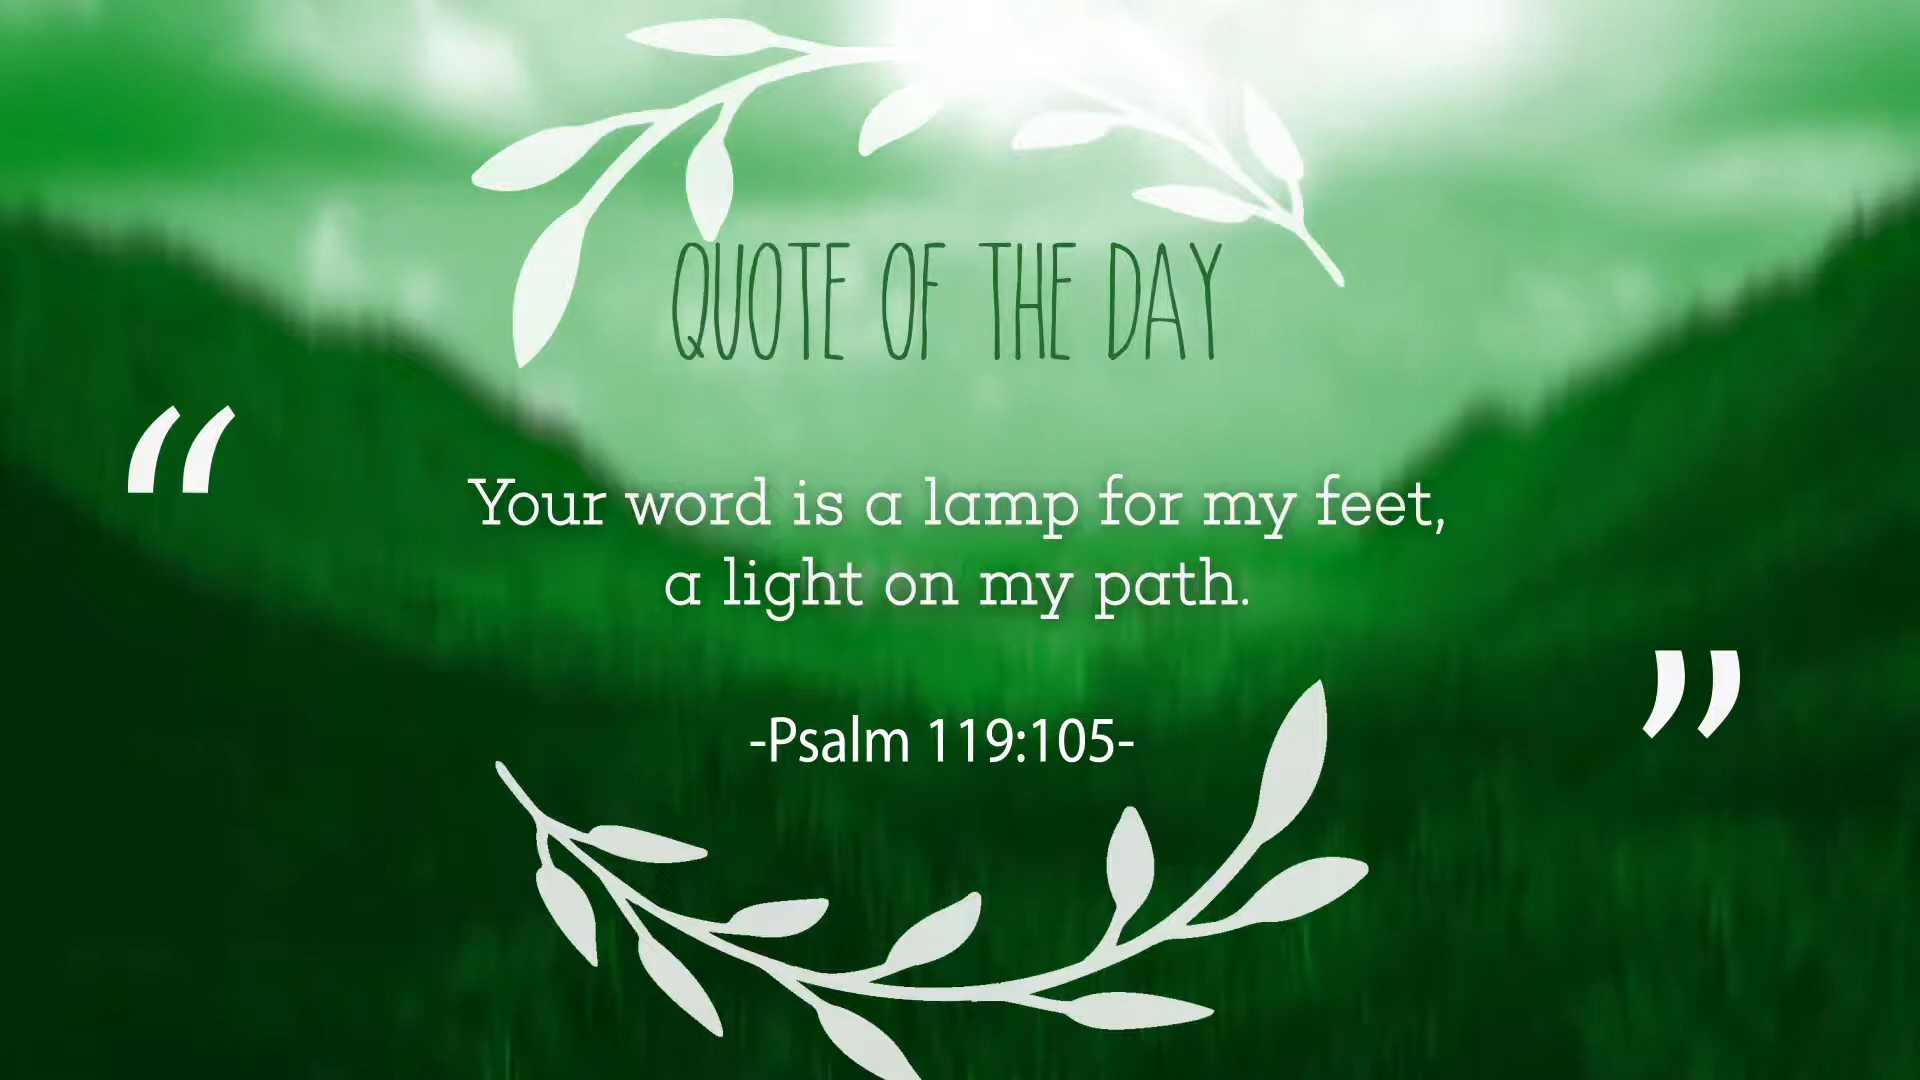 QUOTE OF THE DAY
“
Your word is a lamp for my feet,
a light on my path.
”
-Psalm 119:105-